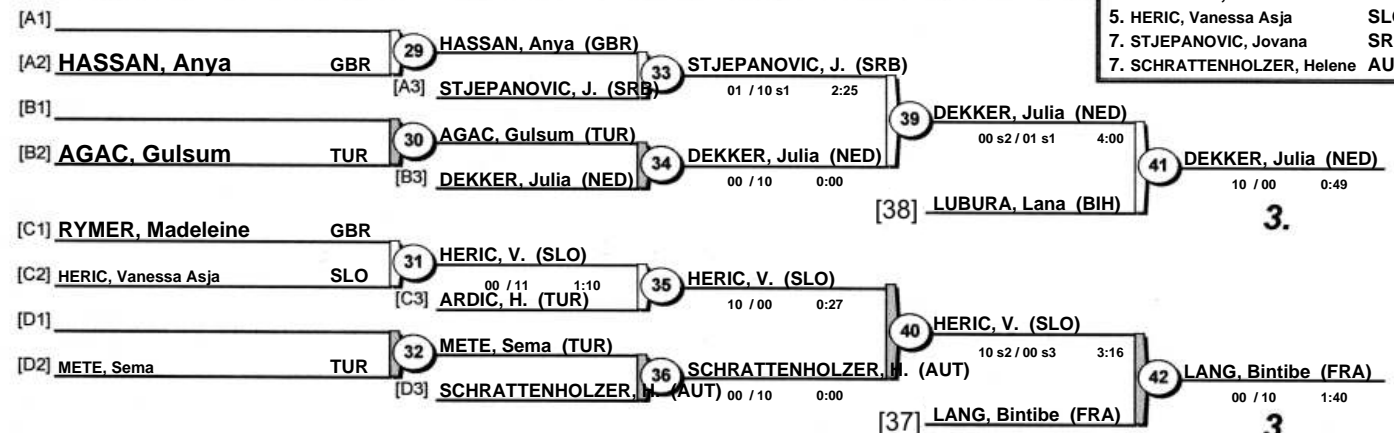 5. HERIC, Vanessa Asja
7. STJEPANOVIC, Jovana
7. SCHRATTENHOLZER, Helene
[A1]
[A2] HASSAN, Anya GBR
29
HASSAN, Anya (GBR)
[A3] STJEPANOVIC, J. (SRB)
33
STJEPANOVIC, J. (SRB)
01 / 10 s1 2:25
[B1]
[B2] AGAC, Gulsum TUR
30
AGAC, Gulsum (TUR)
[B3] DEKKER, Julia (NED)
34
DEKKER, Julia (NED)
00 / 10 0:00
39
DEKKER, Julia (NED)
00 s2 / 01 s1 4:00
[38] LUBURA, Lana (BIH)
41
DEKKER, Julia (NED)
10 / 00 0:49
3.
[C1] RYMER, Madeleine GBR
[C2] HERIC, Vanessa Asja SLO
31
HERIC, V. (SLO)
00 / 11 1:10
[C3] ARDIC, H. (TUR)
35
HERIC, V. (SLO)
10 / 00 0:27
[D1]
[D2] METE, Sema TUR
32
METE, Sema (TUR)
[D3] SCHRATTENHOLZER, H. (AUT)
36
SCHRATTENHOLZER, H. (AUT)
00 / 10 0:00
40
HERIC, V. (SLO)
10 s2 / 00 s3 3:16
[37] LANG, Bintibe (FRA)
42
LANG, Bintibe (FRA)
00 / 10 1:40
3